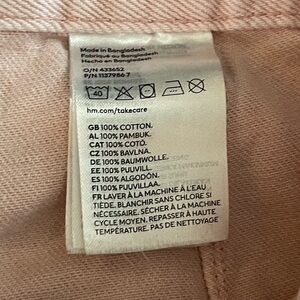 Made in Bangladesh
Fabriqué au Bangladesh
Hecho en Bangladesh
O/N 433652
P/N 1137986 7
40
hm.com/takecare
GB 100% COTTON.
AL 100% PAMBUK.
CAT 100% COTÓ.
CZ 100% BAVLNA.
DE 100% BAUMWOLLE.
EE 100% PUUVILL.
ES 100% ALGODÓN.
FI 100% PUUVILLAA.
FR LAVER À LA MACHINE À L'EAU
TIÈDE. BLANCHIR SANS CHLORE SI
NÉCESSAIRE. SÉCHER À LA MACHINE
CYCLE MOYEN. REPASSER À HAUTE
TEMPÉRATURE. PAS DE NETTOYAGE